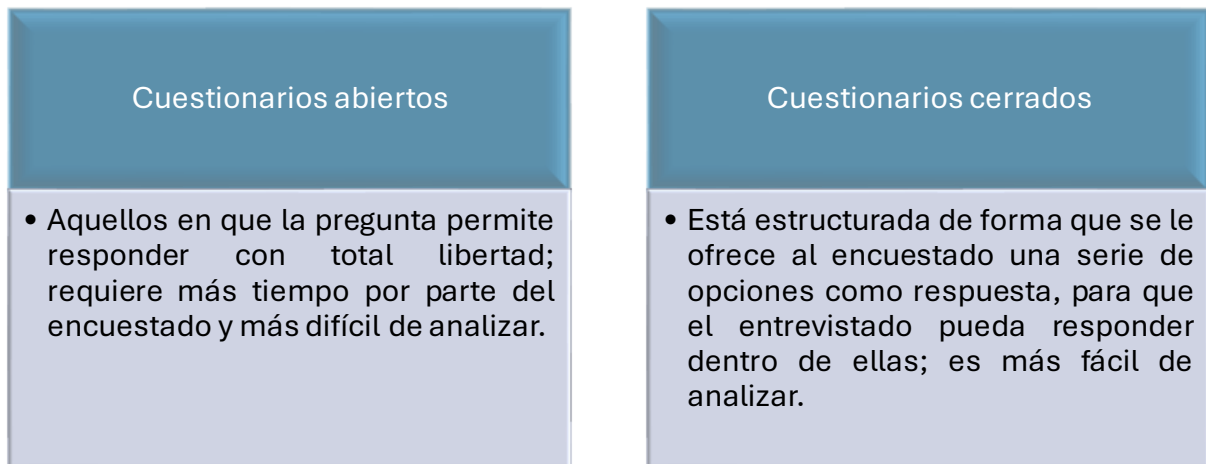 Cuestionarios abiertos
• Aquellos en que la pregunta permite
responder con total libertad;
requiere más tiempo por parte del
encuestado y más difícil de analizar.
Cuestionarios cerrados
• Está estructurada de forma que se le
ofrece al encuestado una serie de
opciones como respuesta, para que
el entrevistado pueda responder
dentro de ellas; es más fácil de
analizar.